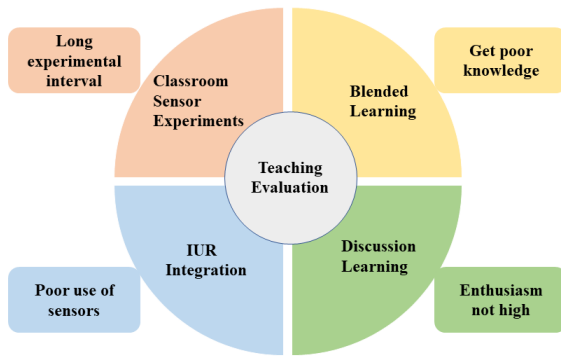 Long
experimental
interval
Classroom
Sensor
Experiments
Blended
Learning
Get poor
knowledge
Teaching
Evaluation
Poor use of
sensors
IUR
Integration
Discussion
Learning
Enthusiasm
not high